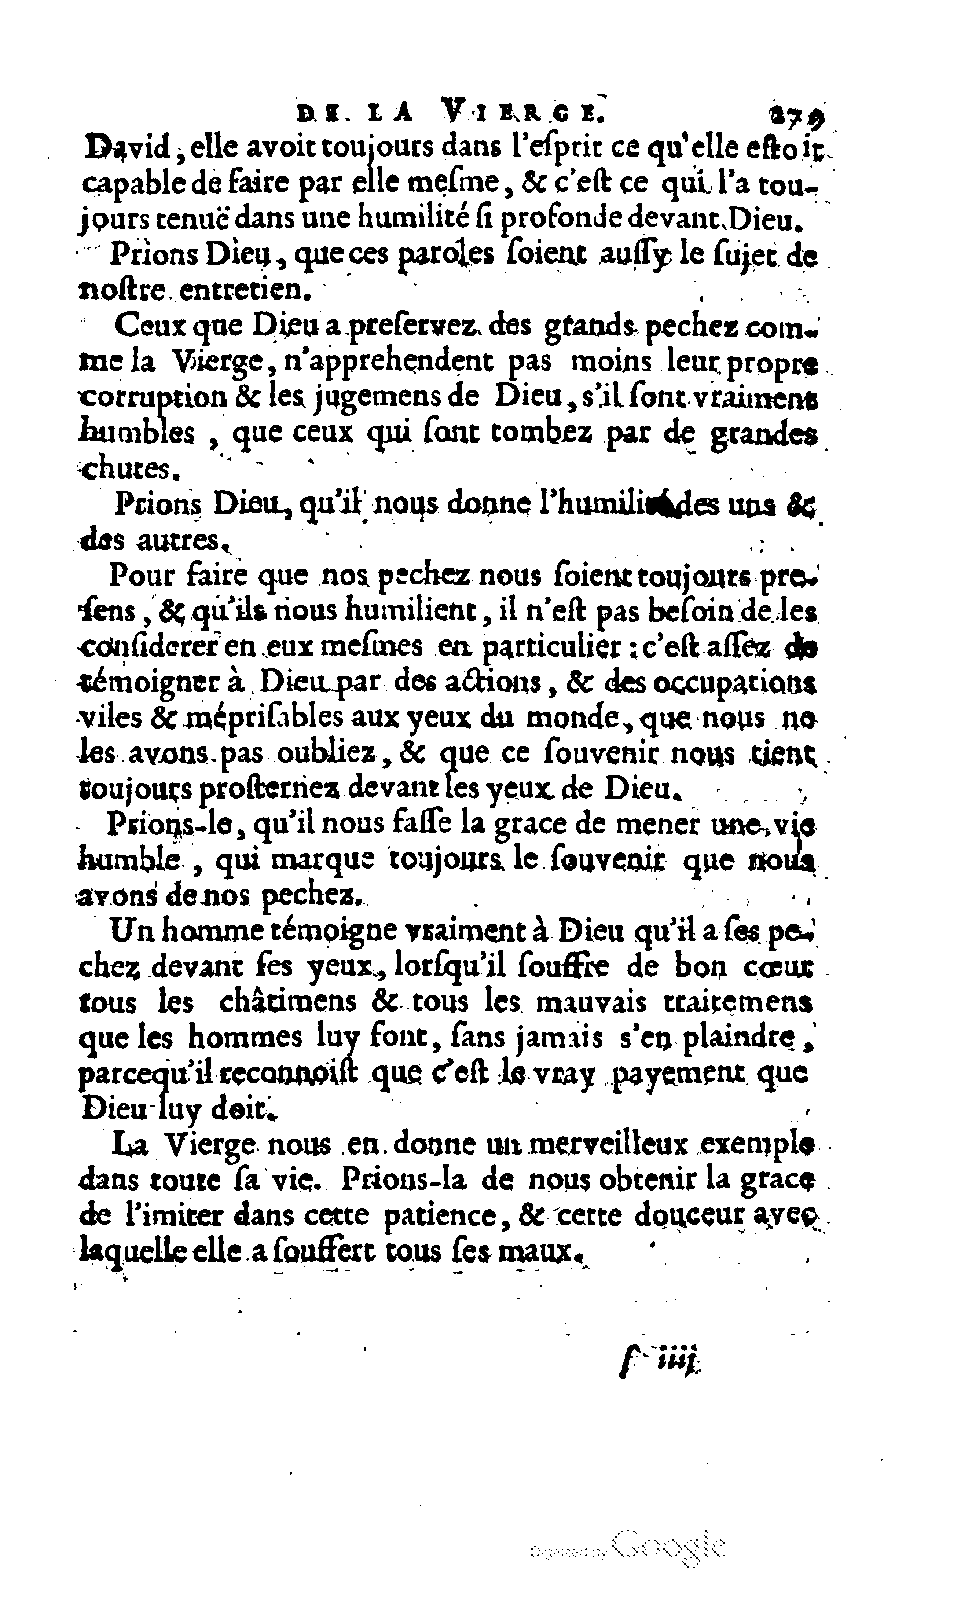 DE LA VIERGE. 279
David, elle avoit toujours dans l'eſprit ce qu'elle eſtoit
capable de faire par elle meſme, & c'eſt ce qui l'a tou-
jours tenuë dans une humilité ſi profonde devant Dieu.
Prions Dieu, que ces paroles ſoient auſſy le ſujet de
noſtre entretien.
Ceux que Dieu a preſervez des grands pechez com-
me la Vierge, n'apprehendent pas moins leur propre
corruption & les jugemens de Dieu, s'il ſont vraiment
humbles, que ceux qui ſont tombez par de grandes
chutes.
Prions Dieu, qu'il nous donne l'humilité des uns &
des autres.
Pour faire que nos pechez nous ſoient toujours pre-
ſens, & qu'ils nous humilient, il n'eſt pas beſoin de les
conſiderer en eux meſmes en particulier : c'eſt aſſez de
témoigner à Dieu par des actions, & des occupations
viles & mépriſables aux yeux du monde, que nous ne
les avons pas oubliez, & que ce ſouvenir nous tient
toujours proſternez devant les yeux de Dieu.
Prions-le, qu'il nous faſſe la grace de mener une vie
humble, qui marque toujours le ſouvenir que nous
avons de nos pechez.
Un homme témoigne vraiment à Dieu qu'il a ſes pe-
chez devant ſes yeux, lorſqu'il ſouffre de bon cœur
tous les châtimens & tous les mauvais traitemens
que les hommes luy font, ſans jamais s'en plaindre,
parcequ'il reconnoiſt que c'eſt le vray payement que
Dieu luy doit.
La Vierge nous en donne un merveilleux exemple
dans toute ſa vie. Prions-la de nous obtenir la grace
de l'imiter dans cette patience, & cette douceur avec
laquelle elle a ſouffert tous ſes maux.
ſ iiij
Digitized by Google